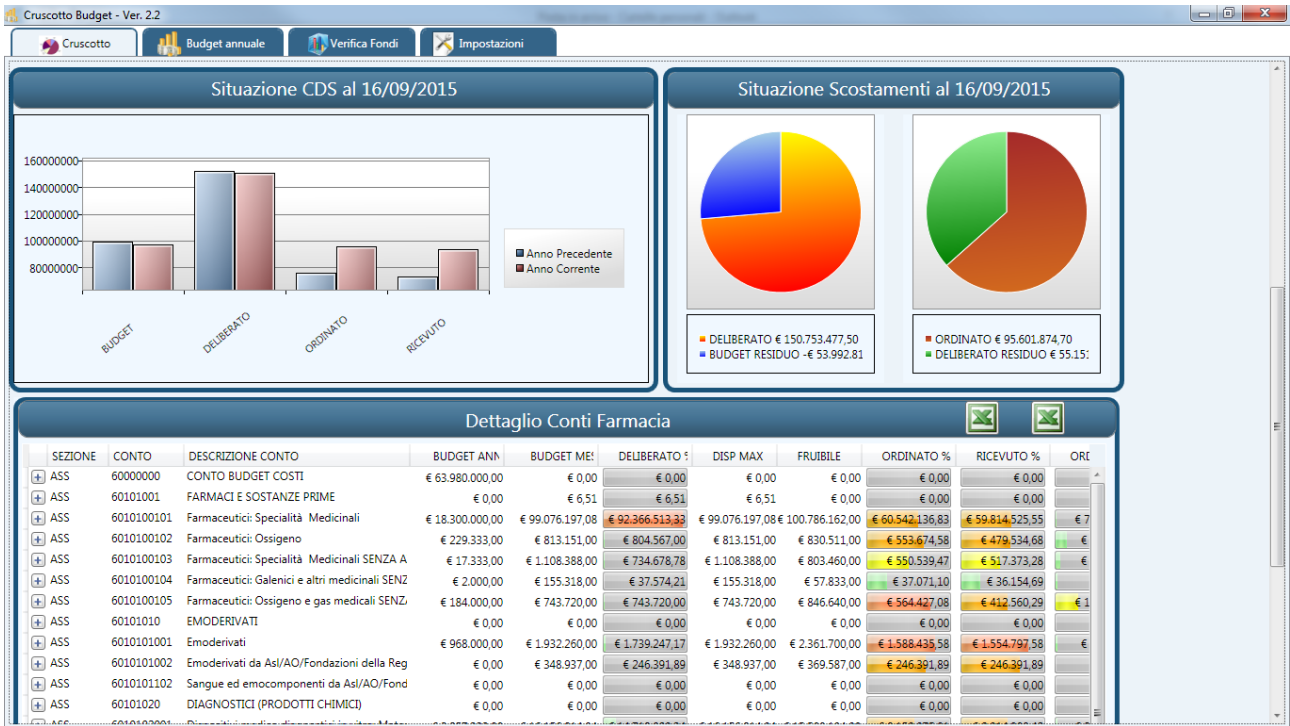 Cruscotto Budget - Ver. 2.2
Cruscotto Budget annuale Verifica Fondi Impostazioni
Situazione CDS al 16/09/2015
160000000
140000000
120000000
100000000
80000000
BUDGET DELIBERATO ORDINATO RICEVUTO
Anno Precedente
Anno Corrente
Situazione Scostamenti al 16/09/2015
DELIBERATO € 150.753.477,50
BUDGET RESIDUO -€ 53.992.81
ORDINATO € 95.601.874,70
DELIBERATO RESIDUO € 55.151
Dettaglio Conti Farmacia
SEZIONE CONTO DESCRIZIONE CONTO BUDGET ANN BUDGET MES DELIBERATO % DISP MAX FRUIBILE ORDINATO % RICEVUTO % ORD
ASS 60000000 CONTO BUDGET COSTI € 63.980.000,00 € 0,00 € 0,00 € 0,00 € 0,00 € 0,00 € 0,00
ASS 60101001 FARMACI E SOSTANZE PRIME € 0,00 € 6,51 € 6,51 € 6,51 € 0,00 € 0,00 € 0,00
ASS 6010100101 Farmaceutici: Specialità Medicinali € 18.300.000,00 € 99.076.197,08 € 92.366.513,33 € 99.076.197,08 € 100.786.162,00 € 60.542.136,83 € 59.814.525,55 € 7
ASS 6010100102 Farmaceutici: Ossigeno € 229.333,00 € 813.151,00 € 804.567,00 € 813.151,00 € 830.511,00 € 553.674,58 € 479.534,68 €
ASS 6010100103 Farmaceutici: Specialità Medicinali SENZA A € 17.333,00 € 1.108.388,00 € 734.678,78 € 1.108.388,00 € 803.460,00 € 550.539,47 € 517.373,28 €
ASS 6010100104 Farmaceutici: Galenici e altri medicinali SENZ € 2.000,00 € 155.318,00 € 37.574,21 € 155.318,00 € 57.833,00 € 37.071,10 € 36.154,69
ASS 6010100105 Farmaceutici: Ossigeno e gas medicali SENZ € 184.000,00 € 743.720,00 € 743.720,00 € 743.720,00 € 846.640,00 € 564.427,08 € 412.560,29 € 1
ASS 60101010 EMODERIVATI € 0,00 € 0,00 € 0,00 € 0,00 € 0,00 € 0,00 € 0,00
ASS 6010101001 Emoderivati € 968.000,00 € 1.932.260,00 € 1.739.247,17 € 1.932.260,00 € 2.361.700,00 € 1.588.435,58 € 1.554.797,58 €
ASS 6010101002 Emoderivati da Asl/AO/Fondazioni della Reg € 0,00 € 348.937,00 € 246.391,89 € 348.937,00 € 369.587,00 € 246.391,89 € 246.391,89
ASS 6010101102 Sangue ed emocomponenti da Asl/AO/Fond € 0,00 € 0,00 € 0,00 € 0,00 € 0,00 € 0,00 € 0,00
ASS 60101020 DIAGNOSTICI (PRODOTTI CHIMICI) € 0,00 € 0,00 € 0,00 € 0,00 € 0,00 € 0,00 € 0,00